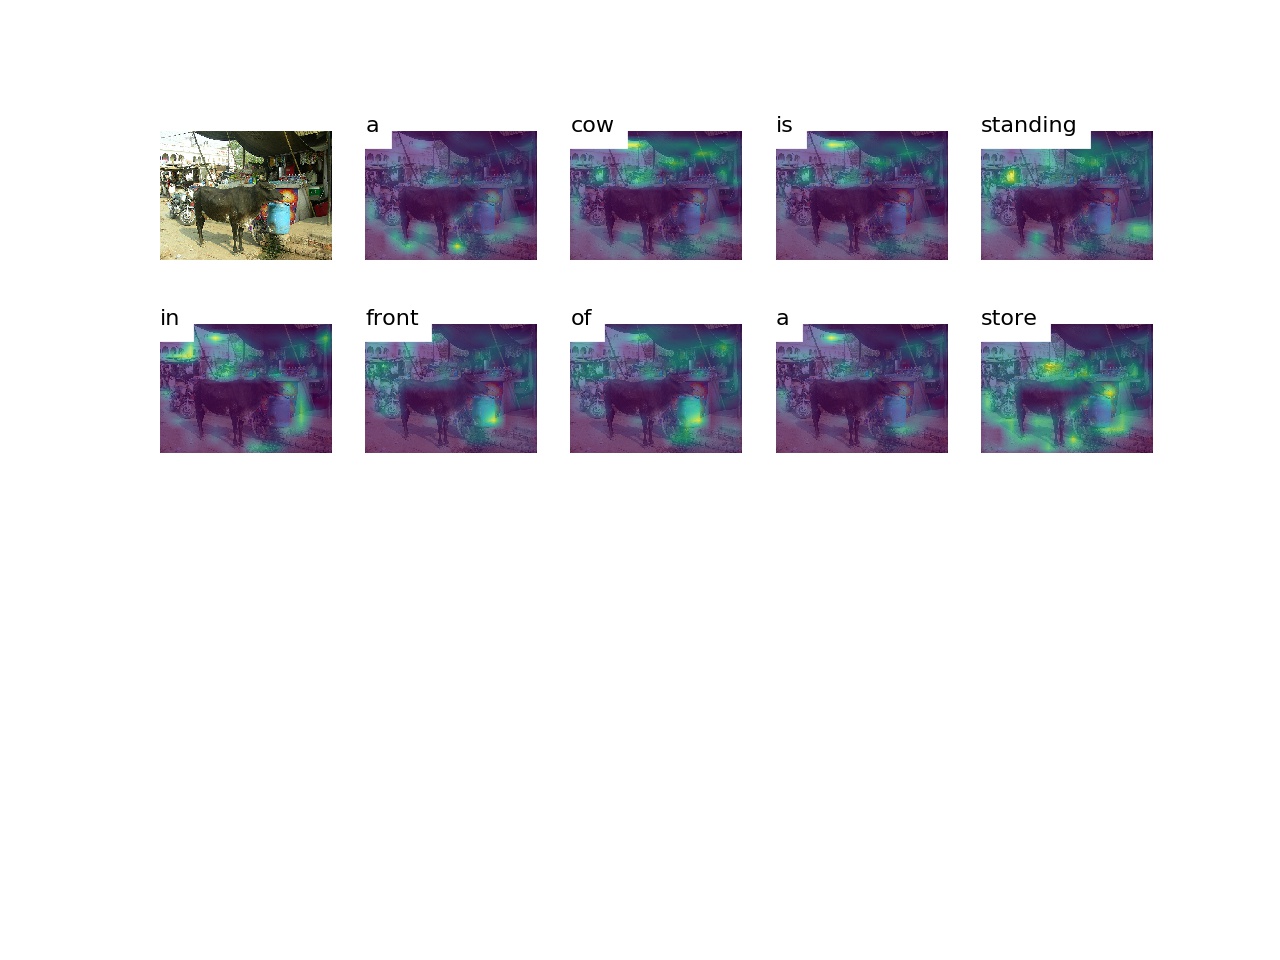 a cow is standing
in front of a store